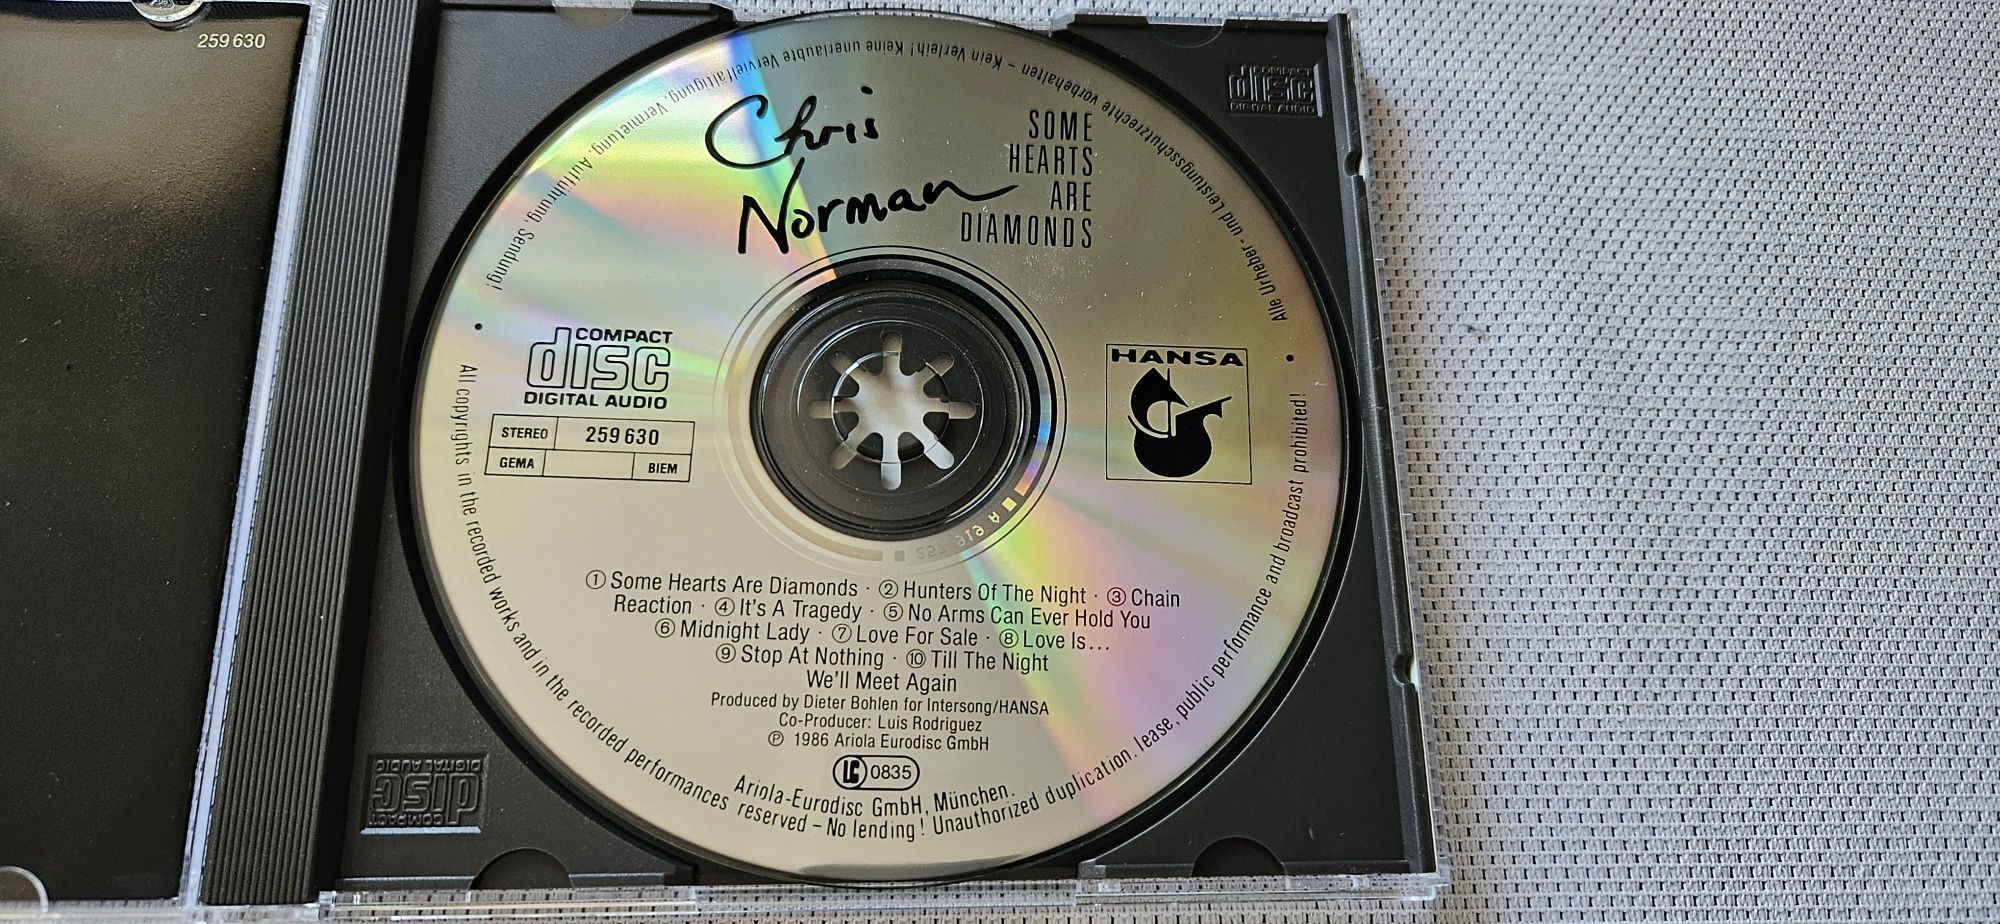 259 630
COMPACT
disc
DIGITAL AUDIO
Chris
Norman
SOME
HEARTS
ARE
DIAMONDS
COMPACT
disc
DIGITAL AUDIO
STEREO 259 630
GEMA BIEM
HANSA
① Some Hearts Are Diamonds · ② Hunters Of The Night · ③ Chain
Reaction · ④ It's A Tragedy · ⑤ No Arms Can Ever Hold You
⑥ Midnight Lady · ⑦ Love For Sale · ⑧ Love Is...
⑨ Stop At Nothing · ⑩ Till The Night
We'll Meet Again
Produced by Dieter Bohlen for Intersong/HANSA
Co-Producer: Luis Rodriguez
℗ 1986 Ariola Eurodisc GmbH
LC 0835
Ariola-Eurodisc GmbH, München.
All copyrights in the recorded works and in the recorded performances reserved – No lending! Unauthorized duplication, lease, public performance and broadcast prohibited!
Alle Urheber- und Leistungsschutzrechte vorbehalten – Kein Verleih! Keine unerlaubte Vervielfältigung, Vermietung, Aufführung, Sendung!
257 916 A
COMPACT
disc
DIGITAL AUDIO